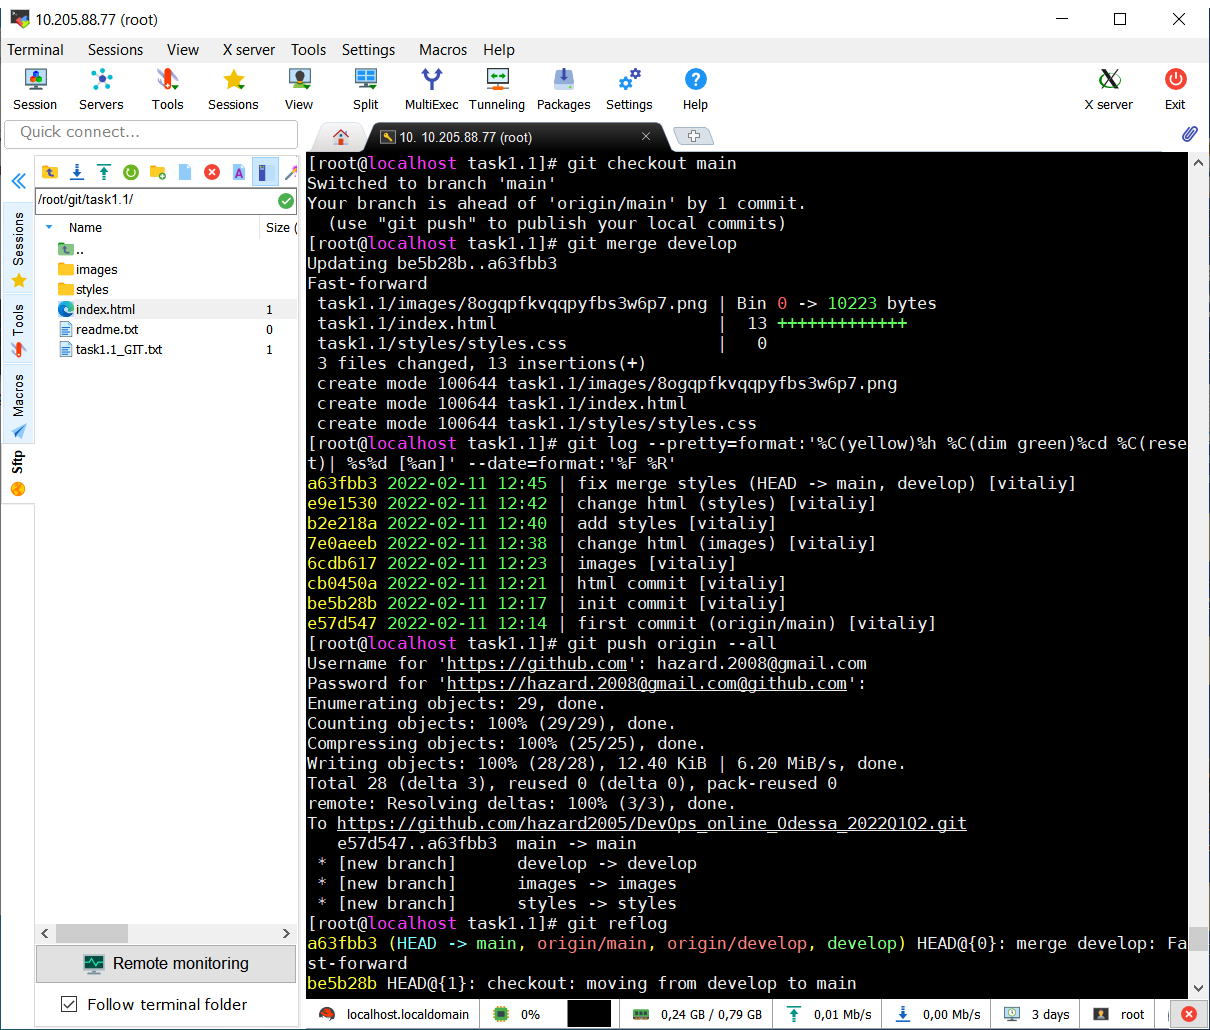 10.205.88.77 (root)
Terminal Sessions View X server Tools Settings Macros Help
Session Servers Tools Sessions View Split MultiExec Tunneling Packages Settings Help X server Exit
Quick connect...
10. 10.205.88.77 (root)
/root/git/task1.1/
Name Size (
..
images
styles
index.html 1
readme.txt 0
task1.1_GIT.txt 1
Sessions
Tools
Macros
Sftp
Remote monitoring
Follow terminal folder
[root@localhost task1.1]# git checkout main
Switched to branch 'main'
Your branch is ahead of 'origin/main' by 1 commit.
  (use "git push" to publish your local commits)
[root@localhost task1.1]# git merge develop
Updating be5b28b..a63fbb3
Fast-forward
 task1.1/images/8ogqpfkvqqpyfbs3w6p7.png | Bin 0 -> 10223 bytes
 task1.1/index.html                      |  13 +++++++++++++
 task1.1/styles/styles.css               |   0
 3 files changed, 13 insertions(+)
 create mode 100644 task1.1/images/8ogqpfkvqqpyfbs3w6p7.png
 create mode 100644 task1.1/index.html
 create mode 100644 task1.1/styles/styles.css
[root@localhost task1.1]# git log --pretty=format:'%C(yellow)%h %C(dim green)%cd %C(rese
t)| %s%d [%an]' --date=format:'%F %R'
a63fbb3 2022-02-11 12:45 | fix merge styles (HEAD -> main, develop) [vitaliy]
e9e1530 2022-02-11 12:42 | change html (styles) [vitaliy]
b2e218a 2022-02-11 12:40 | add styles [vitaliy]
7e0aeeb 2022-02-11 12:38 | change html (images) [vitaliy]
6cdb617 2022-02-11 12:23 | images [vitaliy]
cb0450a 2022-02-11 12:21 | html commit [vitaliy]
be5b28b 2022-02-11 12:17 | init commit [vitaliy]
e57d547 2022-02-11 12:14 | first commit (origin/main) [vitaliy]
[root@localhost task1.1]# git push origin --all
Username for 'https://github.com': hazard.2008@gmail.com
Password for 'https://hazard.2008@gmail.com@github.com':
Enumerating objects: 29, done.
Counting objects: 100% (29/29), done.
Compressing objects: 100% (25/25), done.
Writing objects: 100% (28/28), 12.40 KiB | 6.20 MiB/s, done.
Total 28 (delta 3), reused 0 (delta 0), pack-reused 0
remote: Resolving deltas: 100% (3/3), done.
To https://github.com/hazard2005/DevOps_online_Odessa_2022Q1Q2.git
   e57d547..a63fbb3  main -> main
 * [new branch]      develop -> develop
 * [new branch]      images -> images
 * [new branch]      styles -> styles
[root@localhost task1.1]# git reflog
a63fbb3 (HEAD -> main, origin/main, origin/develop, develop) HEAD@{0}: merge develop: Fa
st-forward
be5b28b HEAD@{1}: checkout: moving from develop to main
localhost.localdomain 0% 0,24 GB / 0,79 GB 0,01 Mb/s 0,00 Mb/s 3 days root